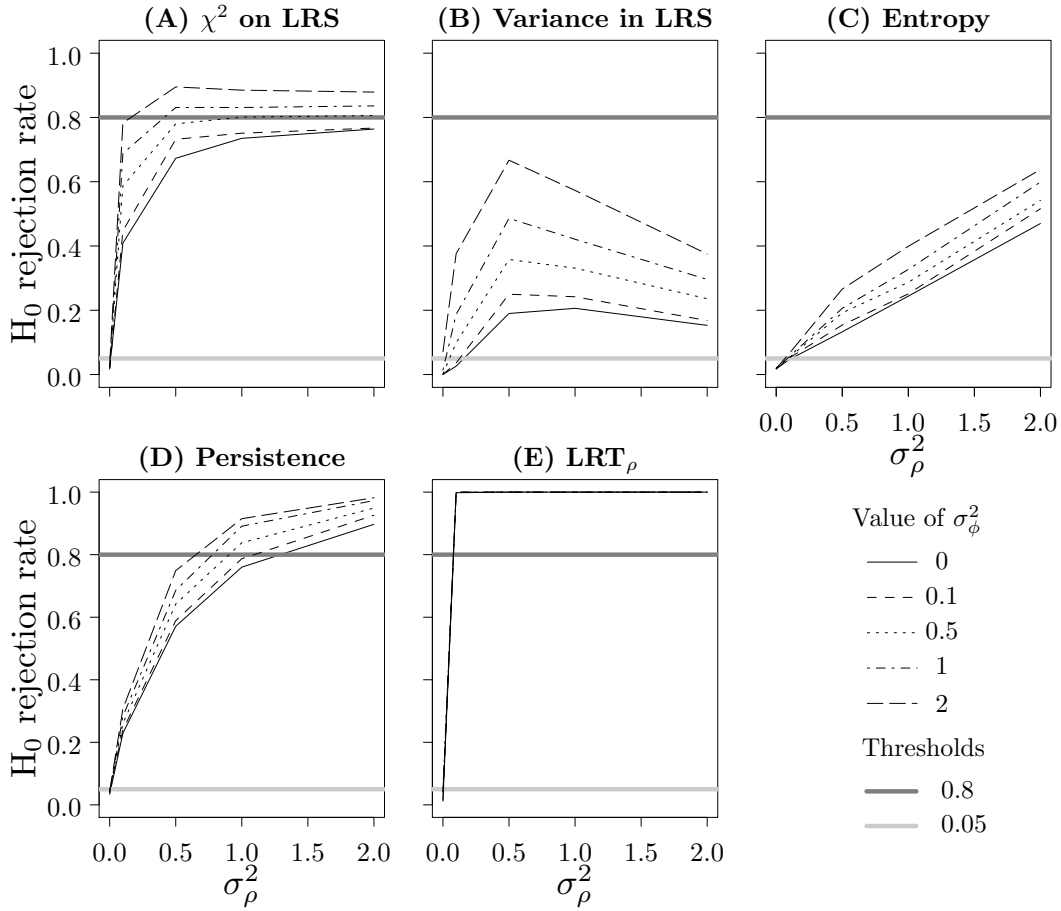 (A) χ² on LRS
(B) Variance in LRS
(C) Entropy
H₀ rejection rate
1.0
0.8
0.6
0.4
0.2
0.0
0.0 0.5 1.0 1.5 2.0
σ²ρ
(D) Persistence
(E) LRTρ
H₀ rejection rate
1.0
0.8
0.6
0.4
0.2
0.0
0.0 0.5 1.0 1.5 2.0
σ²ρ
0.0 0.5 1.0 1.5 2.0
σ²ρ
Value of σ²ϕ
0
0.1
0.5
1
2
Thresholds
0.8
0.05